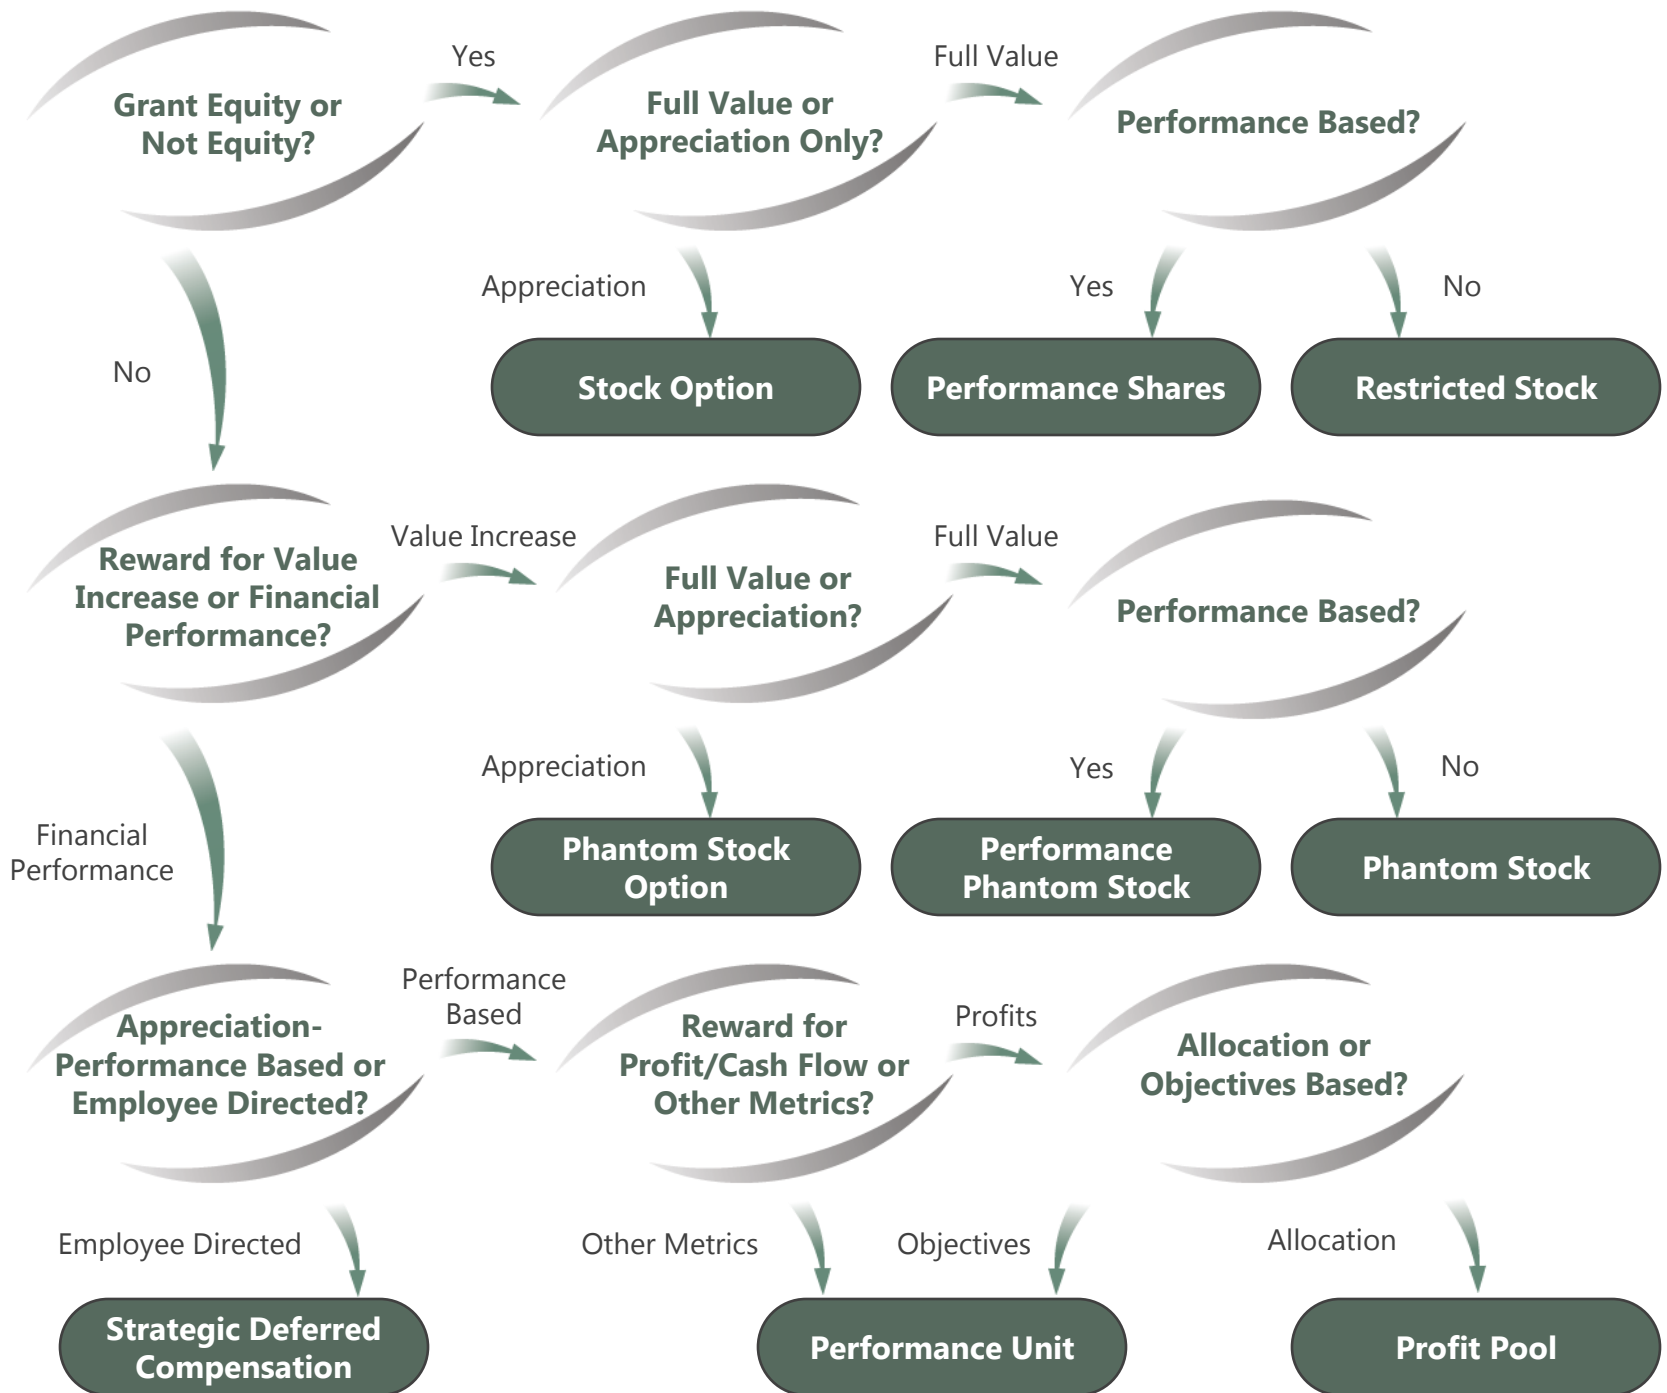 Yes
Full Value
Grant Equity or
Not Equity?
Full Value or
Appreciation Only?
Performance Based?
Appreciation
Yes
No
No
Stock Option
Performance Shares
Restricted Stock
Value Increase
Full Value
Reward for Value
Increase or Financial
Performance?
Full Value or
Appreciation?
Performance Based?
Appreciation
Yes
No
Financial
Performance
Phantom Stock
Option
Performance
Phantom Stock
Phantom Stock
Performance
Based
Profits
Appreciation-
Performance Based or
Employee Directed?
Reward for
Profit/Cash Flow or
Other Metrics?
Allocation or
Objectives Based?
Employee Directed
Other Metrics
Objectives
Allocation
Strategic Deferred
Compensation
Performance Unit
Profit Pool